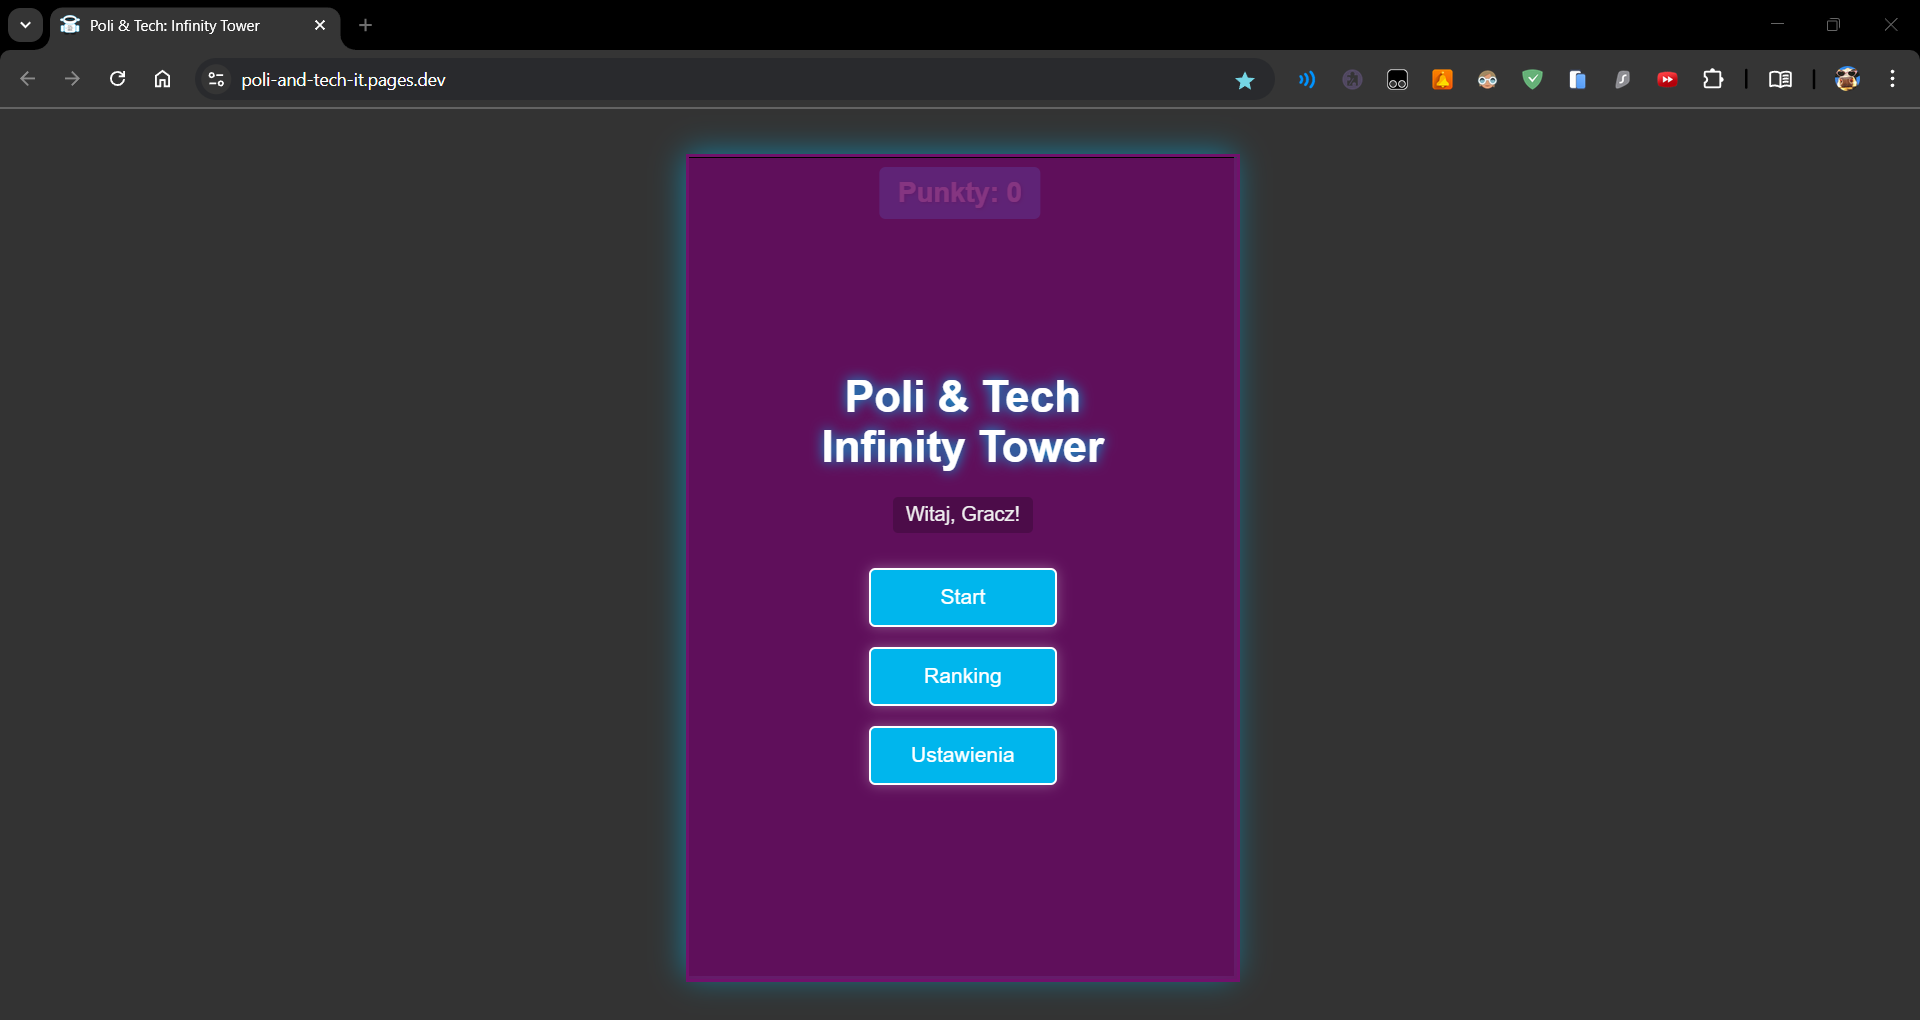 Poli & Tech: Infinity Tower
poli-and-tech-it.pages.dev
Punkty: 0
Poli & Tech
Infinity Tower
Witaj, Gracz!
Start
Ranking
Ustawienia